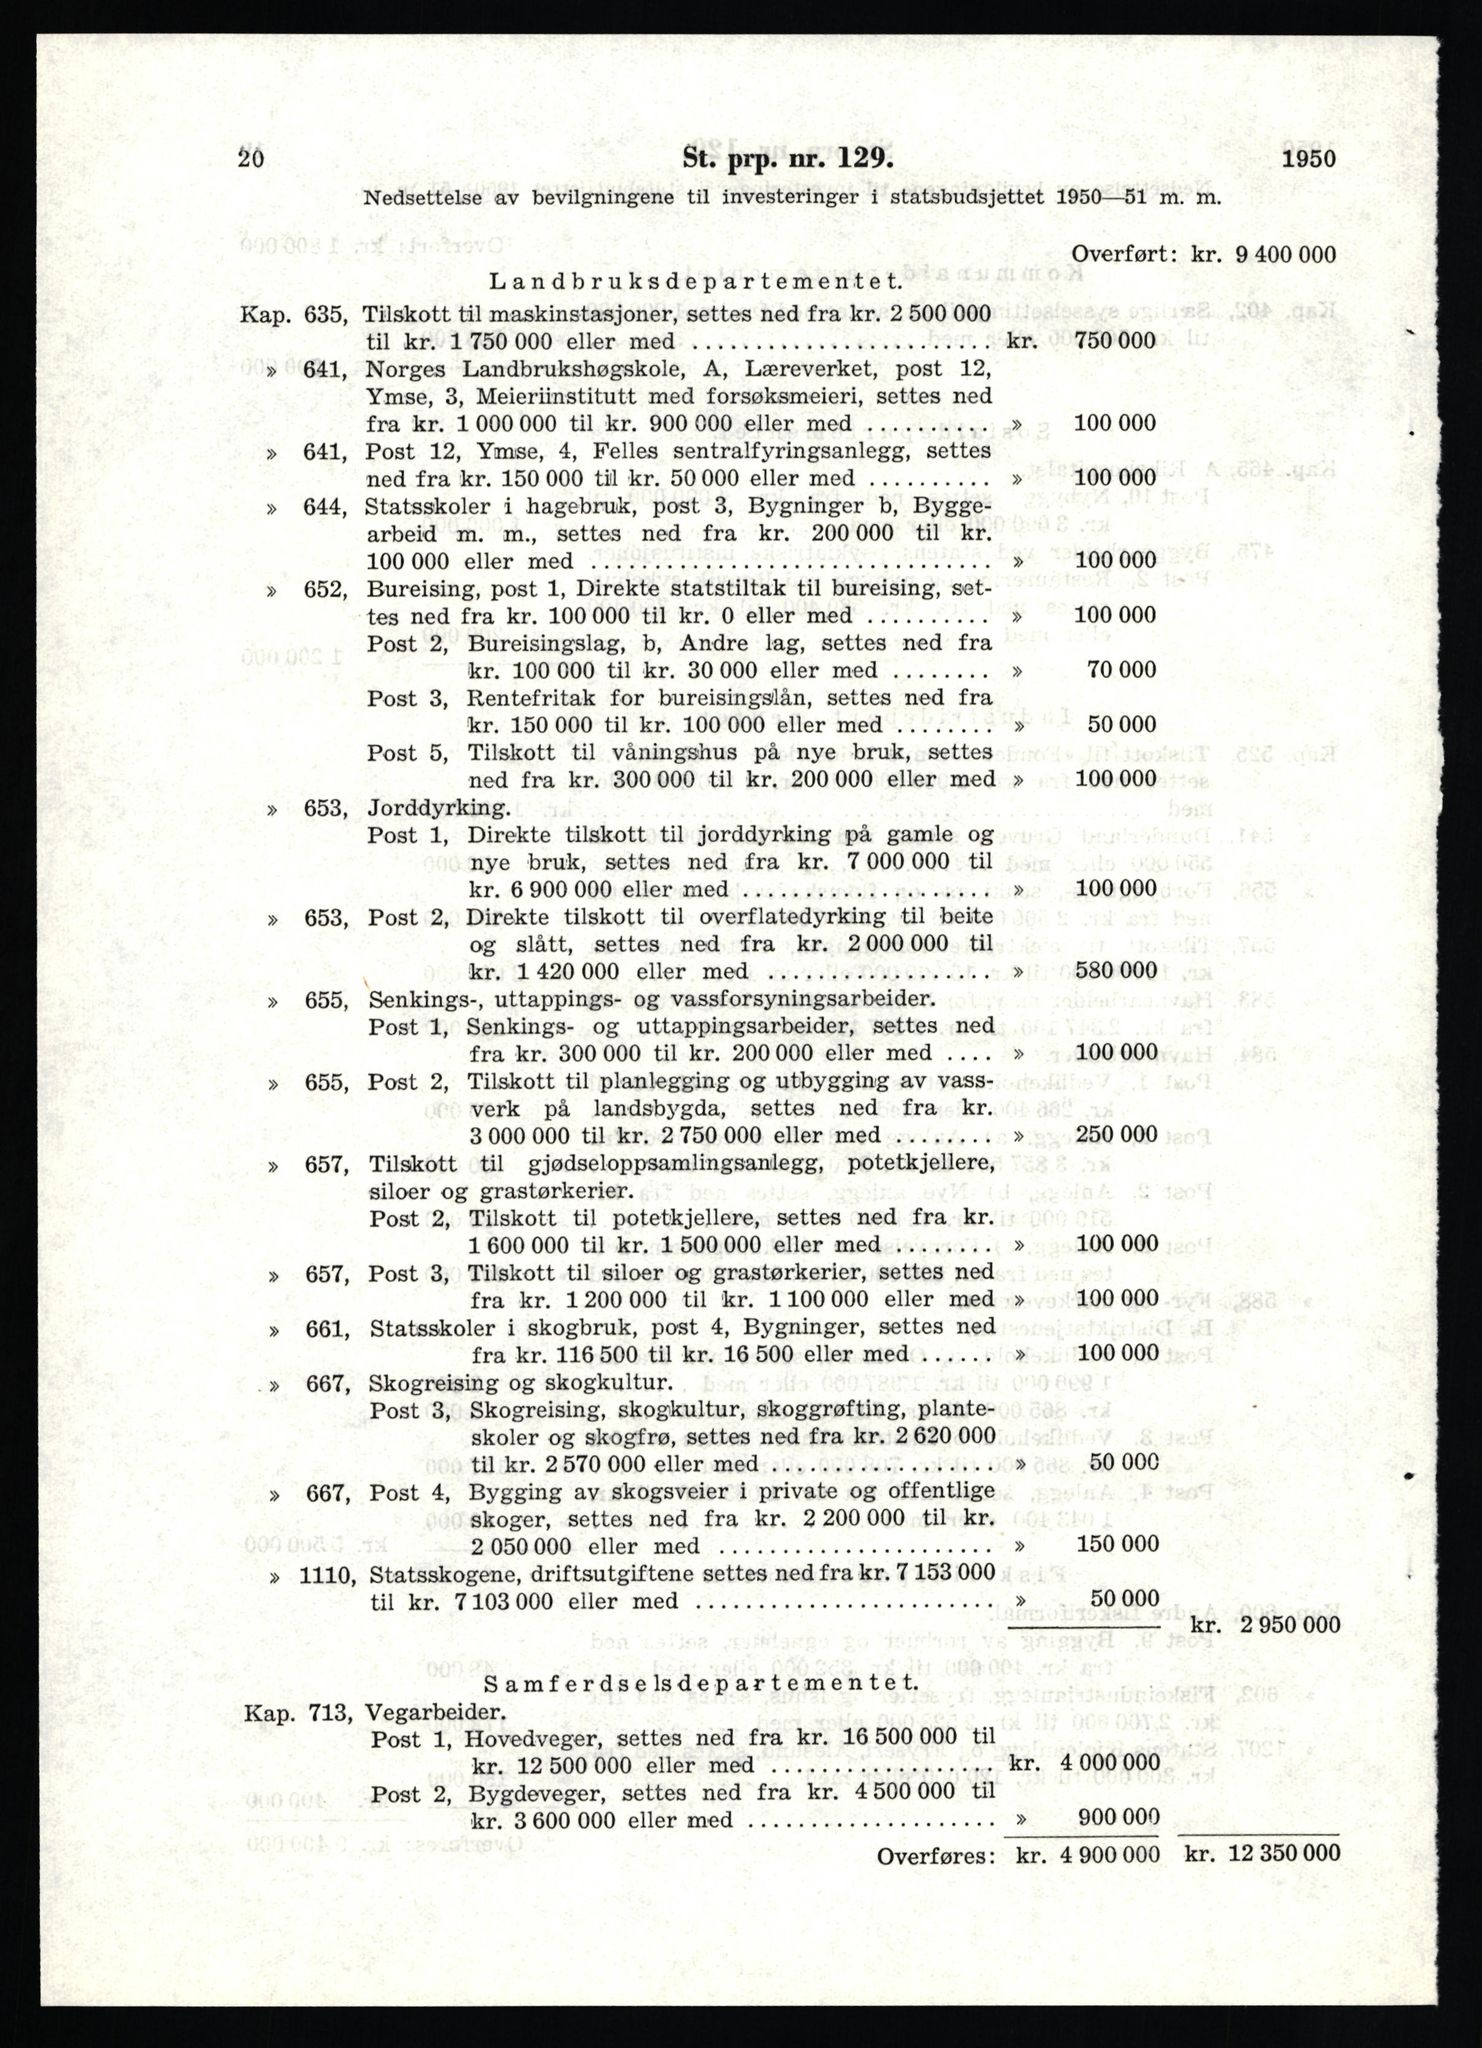 20 St. prp. nr. 129. 1950
Nedsettelse av bevilgningene til investeringer i statsbudsjettet 1950—51 m. m.
Overført: kr. 9 400 000
Landbruksdepartementet.
Kap. 635, Tilskott til maskinstasjoner, settes ned fra kr. 2 500 000
til kr. 1 750 000 eller med ........................ kr. 750 000
» 641, Norges Landbrukshøgskole, A, Læreverket, post 12,
Ymse, 3, Meieriinstitutt med forsøksmeieri, settes ned
fra kr. 1 000 000 til kr. 900 000 eller med .......... » 100 000
» 641, Post 12, Ymse, 4, Felles sentralfyringsanlegg, settes
ned fra kr. 150 000 til kr. 50 000 eller med .......... » 100 000
» 644, Statsskoler i hagebruk, post 3, Bygninger b, Bygge-
arbeid m. m., settes ned fra kr. 200 000 til kr.
100 000 eller med .................................. » 100 000
» 652, Bureising, post 1, Direkte statstiltak til bureising, set-
tes ned fra kr. 100 000 til kr. 0 eller med .......... » 100 000
Post 2, Bureisingslag, b, Andre lag, settes ned fra
kr. 100 000 til kr. 30 000 eller med ........ » 70 000
Post 3, Rentefritak for bureisingslån, settes ned fra
kr. 150 000 til kr. 100 000 eller med ........ » 50 000
Post 5, Tilskott til våningshus på nye bruk, settes
ned fra kr. 300 000 til kr. 200 000 eller med » 100 000
» 653, Jorddyrking.
Post 1, Direkte tilskott til jorddyrking på gamle og
nye bruk, settes ned fra kr. 7 000 000 til
kr. 6 900 000 eller med .................... » 100 000
» 653, Post 2, Direkte tilskott til overflatedyrking til beite
og slått, settes ned fra kr. 2 000 000 til
kr. 1 420 000 eller med .................. » 580 000
» 655, Senkings-, uttappings- og vassforsyningsarbeider.
Post 1, Senkings- og uttappingsarbeider, settes ned
fra kr. 300 000 til kr. 200 000 eller med .... » 100 000
» 655, Post 2, Tilskott til planlegging og utbygging av vass-
verk på landsbygda, settes ned fra kr.
3 000 000 til kr. 2 750 000 eller med ........ » 250 000
» 657, Tilskott til gjødseloppsamlingsanlegg, potetkjellere,
siloer og grastørkerier.
Post 2, Tilskott til potetkjellere, settes ned fra kr.
1 600 000 til kr. 1 500 000 eller med ........ » 100 000
» 657, Post 3, Tilskott til siloer og grastørkerier, settes ned
fra kr. 1 200 000 til kr. 1 100 000 eller med » 100 000
» 661, Statsskoler i skogbruk, post 4, Bygninger, settes ned
fra kr. 116 500 til kr. 16 500 eller med ...... » 100 000
» 667, Skogreising og skogkultur.
Post 3, Skogreising, skogkultur, skoggrøfting, plante-
skoler og skogfrø, settes ned fra kr. 2 620 000
til kr. 2 570 000 eller med .................. » 50 000
» 667, Post 4, Bygging av skogsveier i private og offentlige
skoger, settes ned fra kr. 2 200 000 til kr.
2 050 000 eller med ...................... » 150 000
» 1110, Statsskogene, driftsutgiftene settes ned fra kr. 7 153 000
til kr. 7 103 000 eller med ........................ » 50 000
kr. 2 950 000
Samferdselsdepartementet.
Kap. 713, Vegarbeider.
Post 1, Hovedveger, settes ned fra kr. 16 500 000 til
kr. 12 500 000 eller med .................. kr. 4 000 000
Post 2, Bygdeveger, settes ned fra kr. 4 500 000 til
kr. 3 600 000 eller med .................... » 900 000
Overføres: kr. 4 900 000 kr. 12 350 000